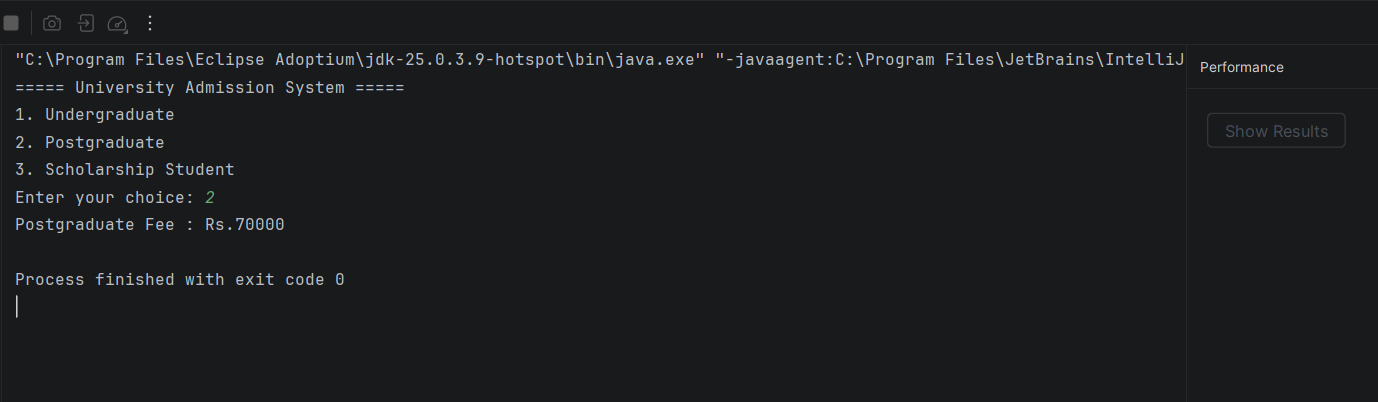 "C:\Program Files\Eclipse Adoptium\jdk-25.0.3.9-hotspot\bin\java.exe" "-javaagent:C:\Program Files\JetBrains\IntelliJ
Performance
===== University Admission System =====
1. Undergraduate
2. Postgraduate
3. Scholarship Student
Show Results
Enter your choice: 2
Postgraduate Fee : Rs.70000
Process finished with exit code 0